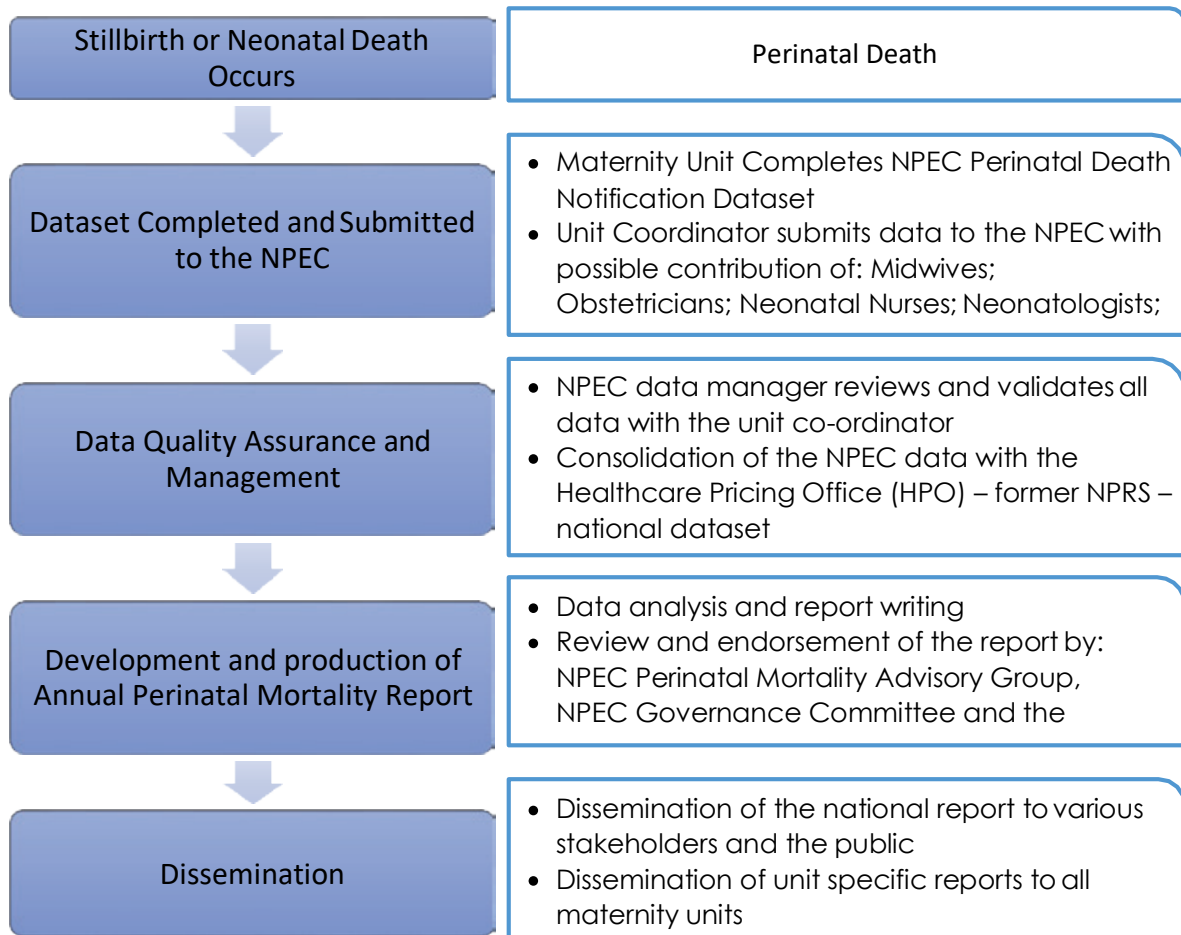 Stillbirth or Neonatal Death
Occurs
Perinatal Death
Dataset Completed and Submitted
to the NPEC
• Maternity Unit Completes NPEC Perinatal Death
Notification Dataset
• Unit Coordinator submits data to the NPEC with
possible contribution of: Midwives;
Obstetricians; Neonatal Nurses; Neonatologists;
Data Quality Assurance and
Management
• NPEC data manager reviews and validates all
data with the unit co-ordinator
• Consolidation of the NPEC data with the
Healthcare Pricing Office (HPO) – former NPRS –
national dataset
Development and production of
Annual Perinatal Mortality Report
• Data analysis and report writing
• Review and endorsement of the report by:
NPEC Perinatal Mortality Advisory Group,
NPEC Governance Committee and the
Dissemination
• Dissemination of the national report to various
stakeholders and the public
• Dissemination of unit specific reports to all
maternity units